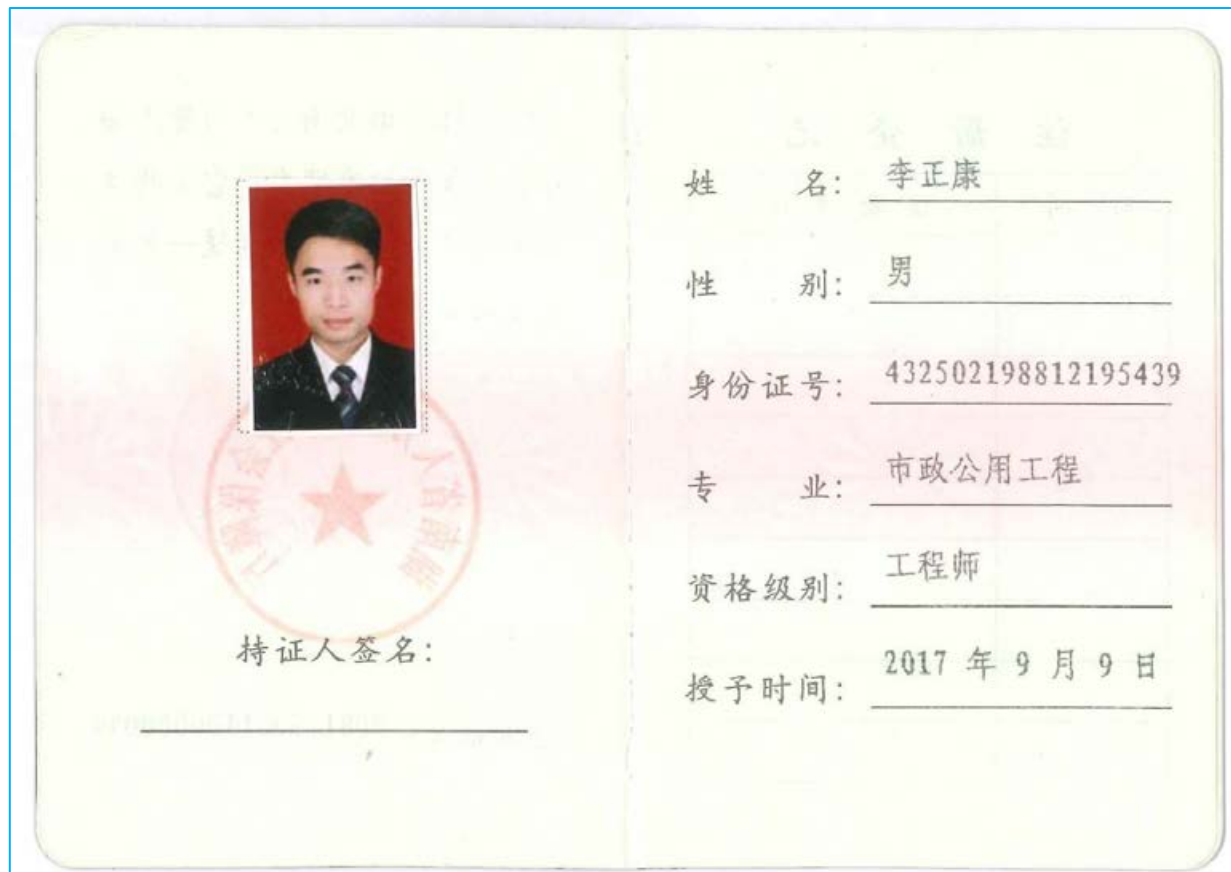 持证人签名:
姓 名: 李正康
性 别: 男
身份证号: 432502198812195439
专 业: 市政公用工程
资格级别: 工程师
授予时间: 2017 年 9 月 9 日